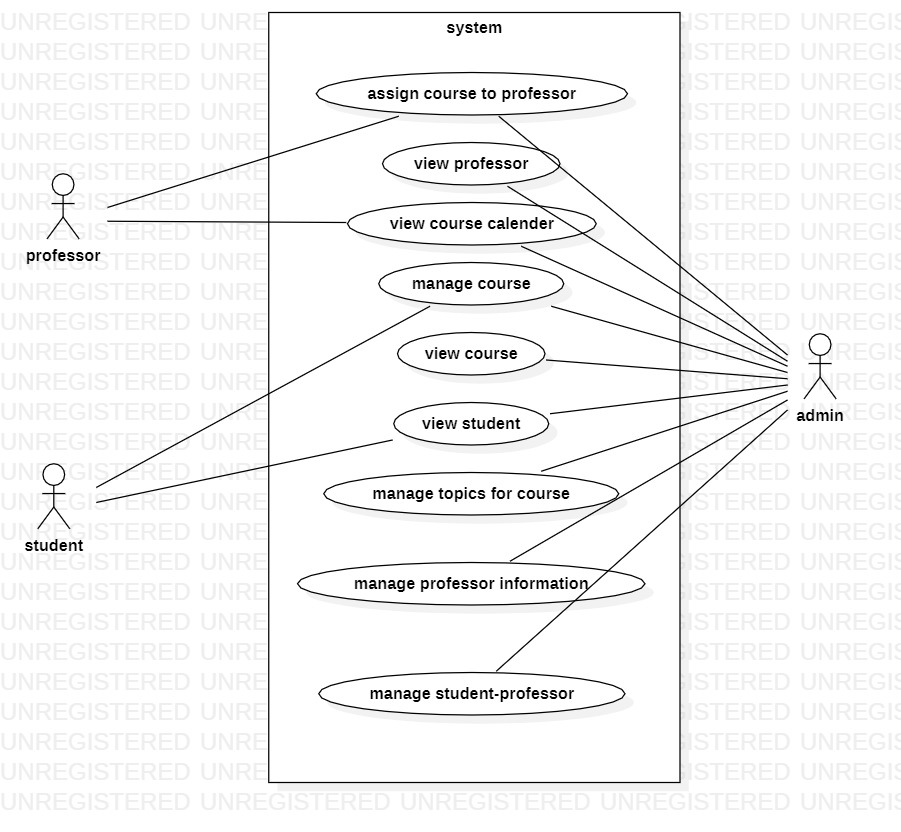 system
assign course to professor
view professor
professor
view course calender
manage course
view course
admin
view student
manage topics for course
student
manage professor information
manage student-professor
UNREGISTERED UNREGISTERED UNREGISTERED UNREGISTERED UNREGIS